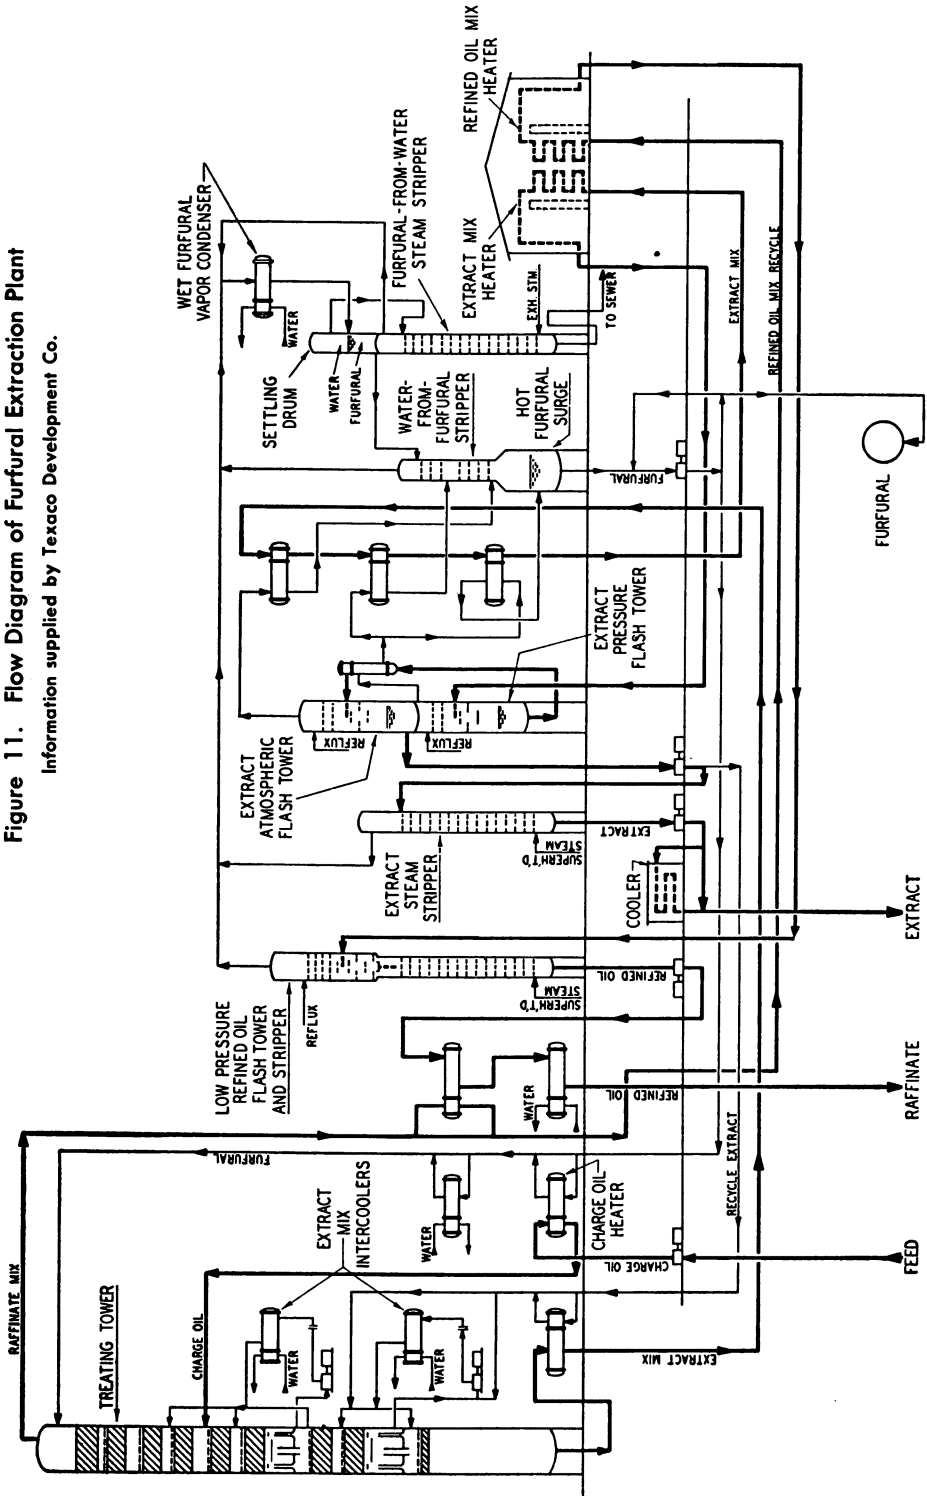 Figure 11. Flow Diagram of Furfural Extraction Plant
Information supplied by Texaco Development Co.
RAFFINATE MIX
TREATING TOWER
CHARGE OIL
EXTRACT
MIX
INTERCOOLERS
WATER
WATER
EXTRACT MIX
FURFURAL
WATER
CHARGE OIL
HEATER
CHARGE OIL
FEED
RECYCLE EXTRACT
LOW PRESSURE
REFINED OIL
FLASH TOWER
AND STRIPPER
REFLUX
SUPERH'T'D
STEAM
REFINED OIL
WATER
REFINED
OIL
RAFFINATE
EXTRACT
STEAM
STRIPPER
SUPERH'T'D
STEAM
EXTRACT
COOLER
EXTRACT
EXTRACT
ATMOSPHERIC
FLASH TOWER
REFLUX
REFLUX
EXTRACT
PRESSURE
FLASH TOWER
WATER-
FROM-
FURFURAL
STRIPPER
HOT
FURFURAL
SURGE
FURFURAL
FURFURAL
SETTLING
DRUM
WATER
FURFURAL
WET FURFURAL
VAPOR CONDENSER
WATER
FURFURAL-FROM-WATER
STEAM STRIPPER
EXH. STM.
TO SEWER
EXTRACT MIX
HEATER
REFINED OIL MIX
HEATER
EXTRACT MIX
REFINED OIL MIX RECYCLE